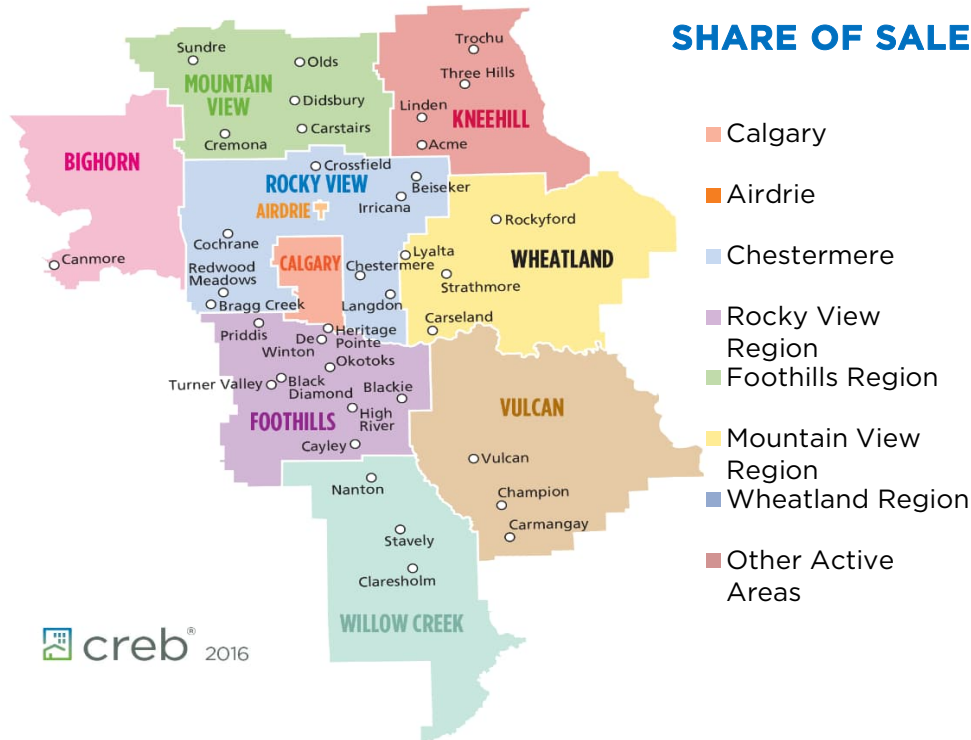 SHARE OF SALE
Sundre
Olds
Trochu
Three Hills
MOUNTAIN
VIEW
Didsbury
Linden
KNEEHILL
Carstairs
Cremona
Acme
BIGHORN
Crossfield
ROCKY VIEW
Beiseker
AIRDRIE
Irricana
Rockyford
Cochrane
Lyalta
Canmore
CALGARY
Chestermere
WHEATLAND
Redwood
Meadows
Strathmore
Bragg Creek
Langdon
Carseland
Priddis
De
Winton
Heritage
Pointe
Okotoks
Turner Valley
Black
Diamond
Blackie
FOOTHILLS
High
River
VULCAN
Cayley
Vulcan
Nanton
Champion
Stavely
Carmangay
Claresholm
WILLOW CREEK
creb® 2016
Calgary
Airdrie
Chestermere
Rocky View
Region
Foothills Region
Mountain View
Region
Wheatland Region
Other Active
Areas